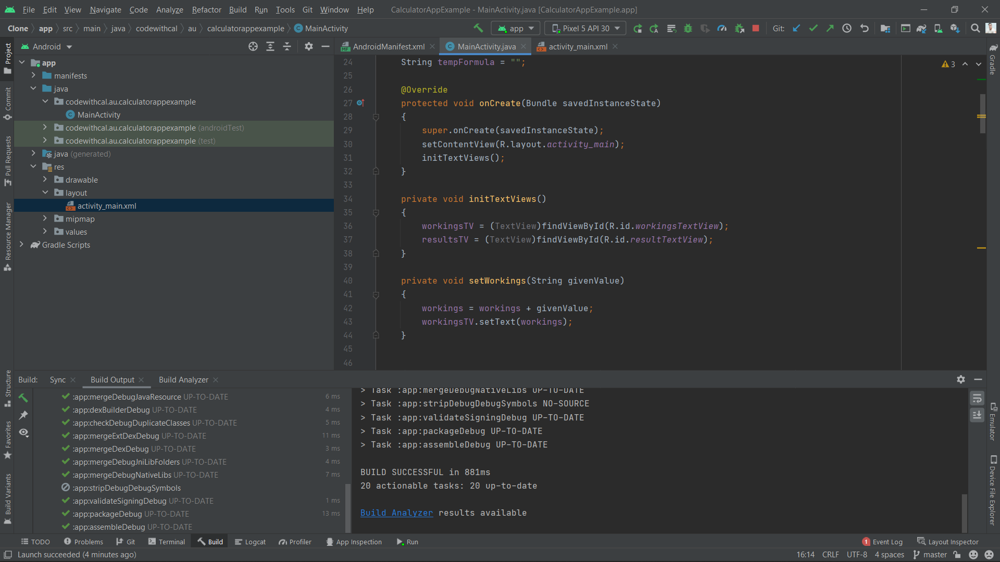 File Edit View Navigate Code Analyze Refactor Build Run Tools Git Window Help CalculatorAppExample - MainActivity.java [CalculatorAppExample.app]
Clone app src main java codewithcal au calculatorappexample MainActivity app Pixel 5 API 30 Git:
Android
AndroidManifest.xml MainActivity.java activity_main.xml
Project
Commit
Pull Requests
Resource Manager
Structure
Favorites
Build Variants
app
manifests
java
codewithcal.au.calculatorappexample
MainActivity
codewithcal.au.calculatorappexample (androidTest)
codewithcal.au.calculatorappexample (test)
java (generated)
res
drawable
layout
activity_main.xml
mipmap
values
Gradle Scripts
24 String tempFormula = "";
25
26 @Override
27 protected void onCreate(Bundle savedInstanceState)
28 {
29 super.onCreate(savedInstanceState);
30 setContentView(R.layout.activity_main);
31 initTextViews();
32 }
33
34 private void initTextViews()
35 {
36 workingsTV = (TextView)findViewById(R.id.workingsTextView);
37 resultsTV = (TextView)findViewById(R.id.resultTextView);
38 }
39
40 private void setWorkings(String givenValue)
41 {
42 workings = workings + givenValue;
43 workingsTV.setText(workings);
44 }
45
46
3
Gradle
Emulator
Device File Explorer
Build: Sync Build Output Build Analyzer
:app:mergeDebugJavaResource UP-TO-DATE 6 ms
:app:dexBuilderDebug UP-TO-DATE 4 ms
:app:checkDebugDuplicateClasses UP-TO-DATE 5 ms
:app:mergeExtDexDebug UP-TO-DATE 11 ms
:app:mergeDexDebug UP-TO-DATE 3 ms
:app:mergeDebugJniLibFolders UP-TO-DATE 4 ms
:app:mergeDebugNativeLibs UP-TO-DATE 7 ms
:app:stripDebugDebugSymbols
:app:validateSigningDebug UP-TO-DATE 1 ms
:app:packageDebug UP-TO-DATE 13 ms
:app:assembleDebug UP-TO-DATE
> Task :app:mergeDebugNativeLibs UP-TO-DATE
> Task :app:stripDebugDebugSymbols NO-SOURCE
> Task :app:validateSigningDebug UP-TO-DATE
> Task :app:packageDebug UP-TO-DATE
> Task :app:assembleDebug UP-TO-DATE
BUILD SUCCESSFUL in 881ms
20 actionable tasks: 20 up-to-date
Build Analyzer results available
TODO Problems Git Terminal Build Logcat Profiler App Inspection Run 1 Event Log Layout Inspector
Launch succeeded (4 minutes ago) 16:14 CRLF UTF-8 4 spaces master